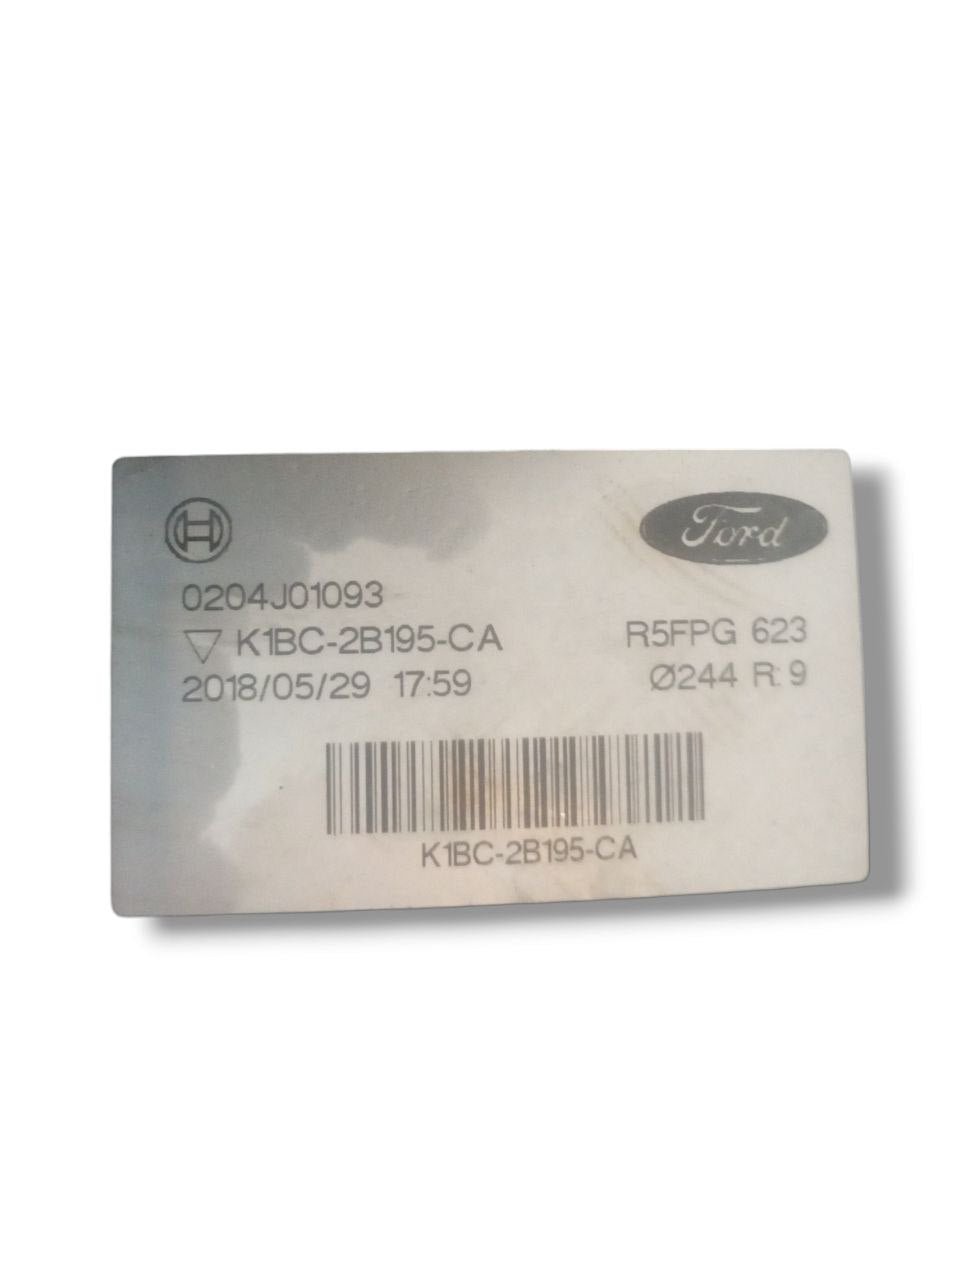 Ford
0204J01093
K1BC-2B195-CA
R5FPG 623
2018/05/29 17:59
Ø244 R: 9
K1BC-2B195-CA